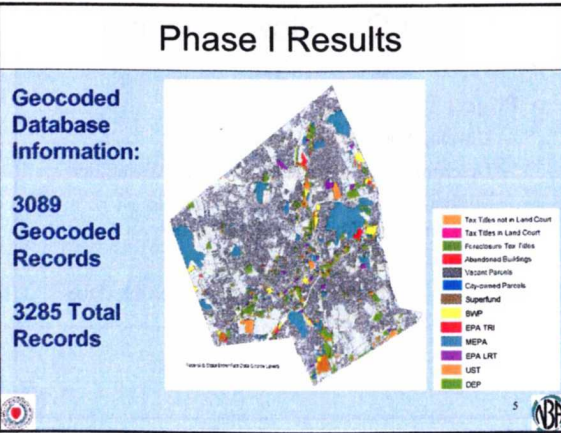 Phase I Results
Geocoded
Database
Information:
3089
Geocoded
Records
3285 Total
Records
Tax Titles not in Land Court
Tax Titles in Land Court
Foreclosure Tax Titles
Abandoned Buildings
Vacant Parcels
City-owned Parcels
Superfund
BWP
EPA TRI
MEPA
EPA LRT
UST
DEP
5